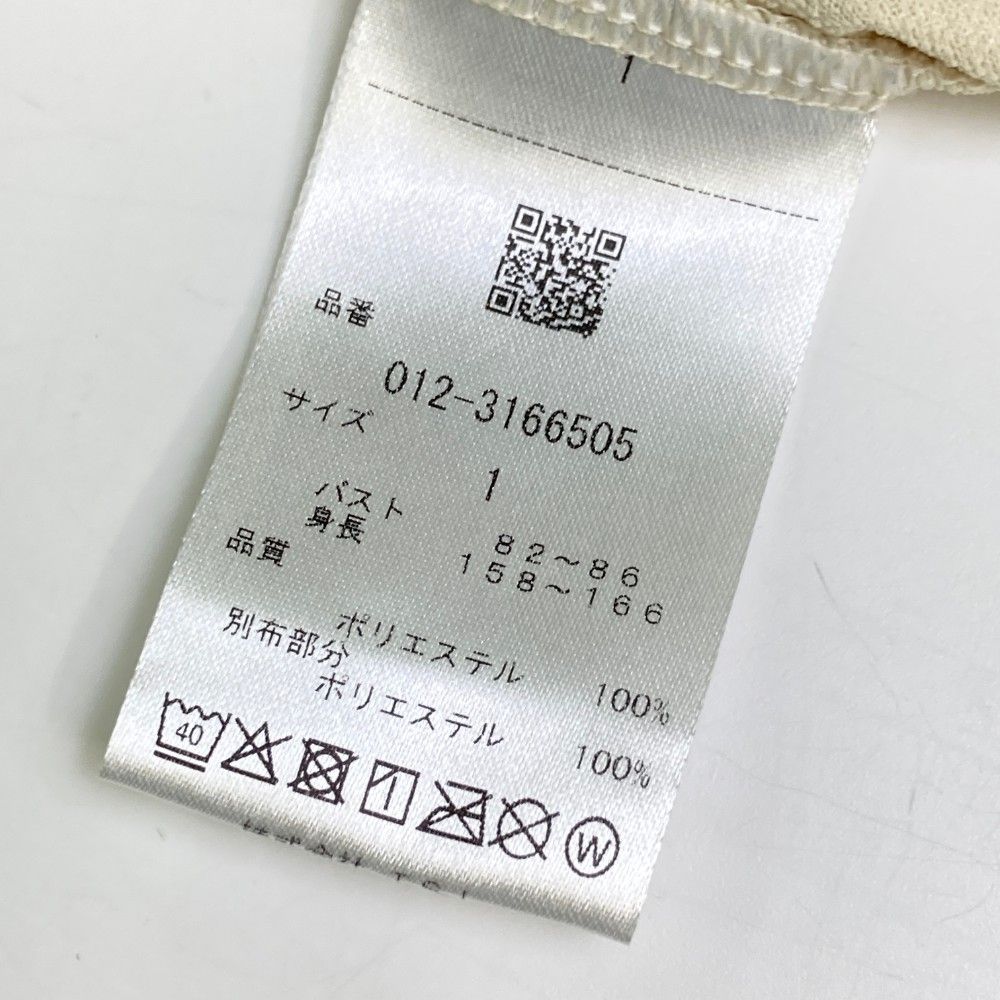 1
品番
012-3166505
サイズ
1
バスト 82～86
身長 158～166
品質
ポリエステル 100%
別布部分
ポリエステル 100%
40
W